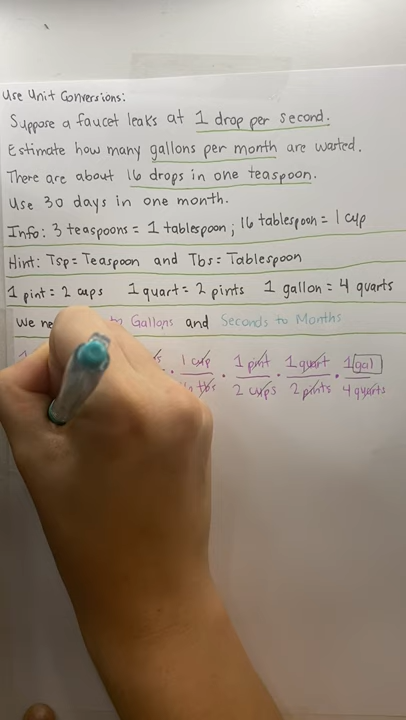 Use Unit Conversions:
Suppose a faucet leaks at 1 drop per second.
Estimate how many gallons per month are warted.
There are about 16 drops in one teaspoon.
Use 30 days in one month.
Info: 3 teaspoons = 1 tablespoon ; 16 tablespoon = 1 cup
Hint: Tsp = Teaspoon and Tbs = Tablespoon
1 pint = 2 cups 1 quart = 2 pints 1 gallon = 4 quarts
We Gallons and Seconds to Months
1 cup 1 pint 1 quart 1 gal
tbs · 2 cups · 2 pints · 4 quarts